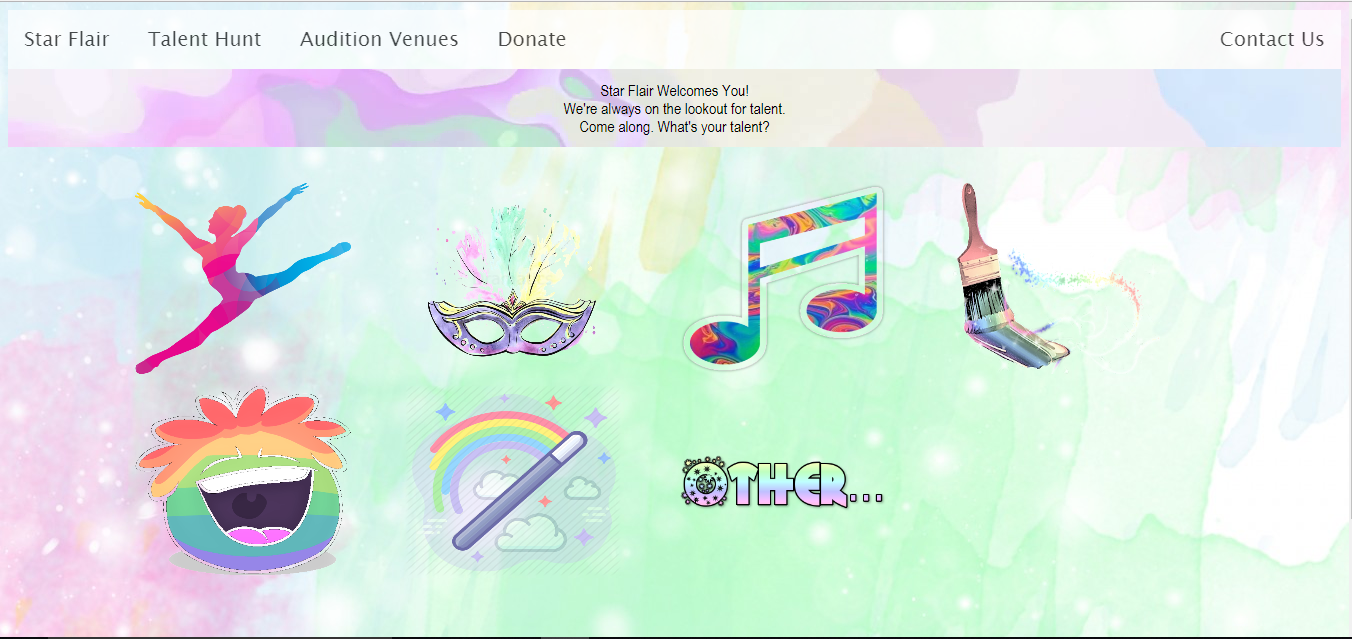 Star Flair Talent Hunt Audition Venues Donate Contact Us
Star Flair Welcomes You!
We're always on the lookout for talent.
Come along. What's your talent?
OTHER...